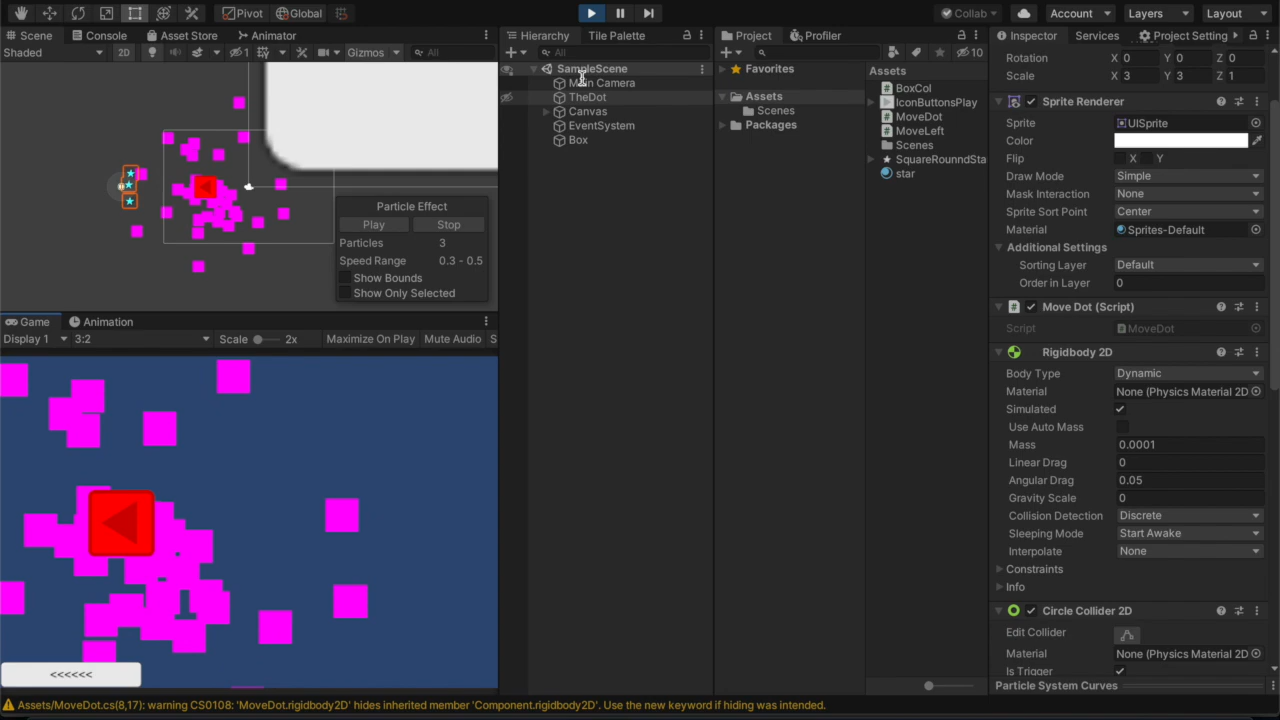 Pivot Global Collab Account Layers Layout
Scene Console Asset Store Animator
Shaded 2D 1 Gizmos All
Particle Effect
Play Stop
Particles 3
Speed Range 0.3 - 0.5
Show Bounds
Show Only Selected
Game Animation
Display 1 3:2 Scale 2x Maximize On Play Mute Audio S
<<<<<<
Hierarchy Tile Palette
All
SampleScene
Main Camera
TheDot
Canvas
EventSystem
Box
Project Profiler
10
Favorites
Assets
Scenes
Packages
Assets
BoxCol
IconButtonsPlay
MoveDot
MoveLeft
Scenes
SquareRounndSta
star
Inspector Services Project Setting
Rotation X 0 Y 0 Z 0
Scale X 3 Y 3 Z 1
Sprite Renderer
Sprite UISprite
Color
Flip X Y
Draw Mode Simple
Mask Interaction None
Sprite Sort Point Center
Material Sprites-Default
Additional Settings
Sorting Layer Default
Order in Layer 0
Move Dot (Script)
Script MoveDot
Rigidbody 2D
Body Type Dynamic
Material None (Physics Material 2D
Simulated
Use Auto Mass
Mass 0.0001
Linear Drag 0
Angular Drag 0.05
Gravity Scale 0
Collision Detection Discrete
Sleeping Mode Start Awake
Interpolate None
Constraints
Info
Circle Collider 2D
Edit Collider
Material None (Physics Material 2D
Is Trigger
Particle System Curves
Assets/MoveDot.cs(8,17): warning CS0108: 'MoveDot.rigidbody2D' hides inherited member 'Component.rigidbody2D'. Use the new keyword if hiding was intended.